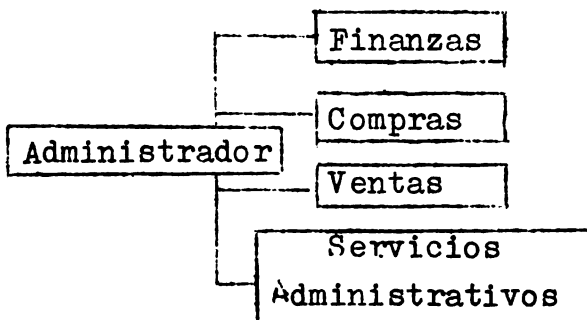 Finanzas
Compras
Administrador
Ventas
Servicios
Administrativos